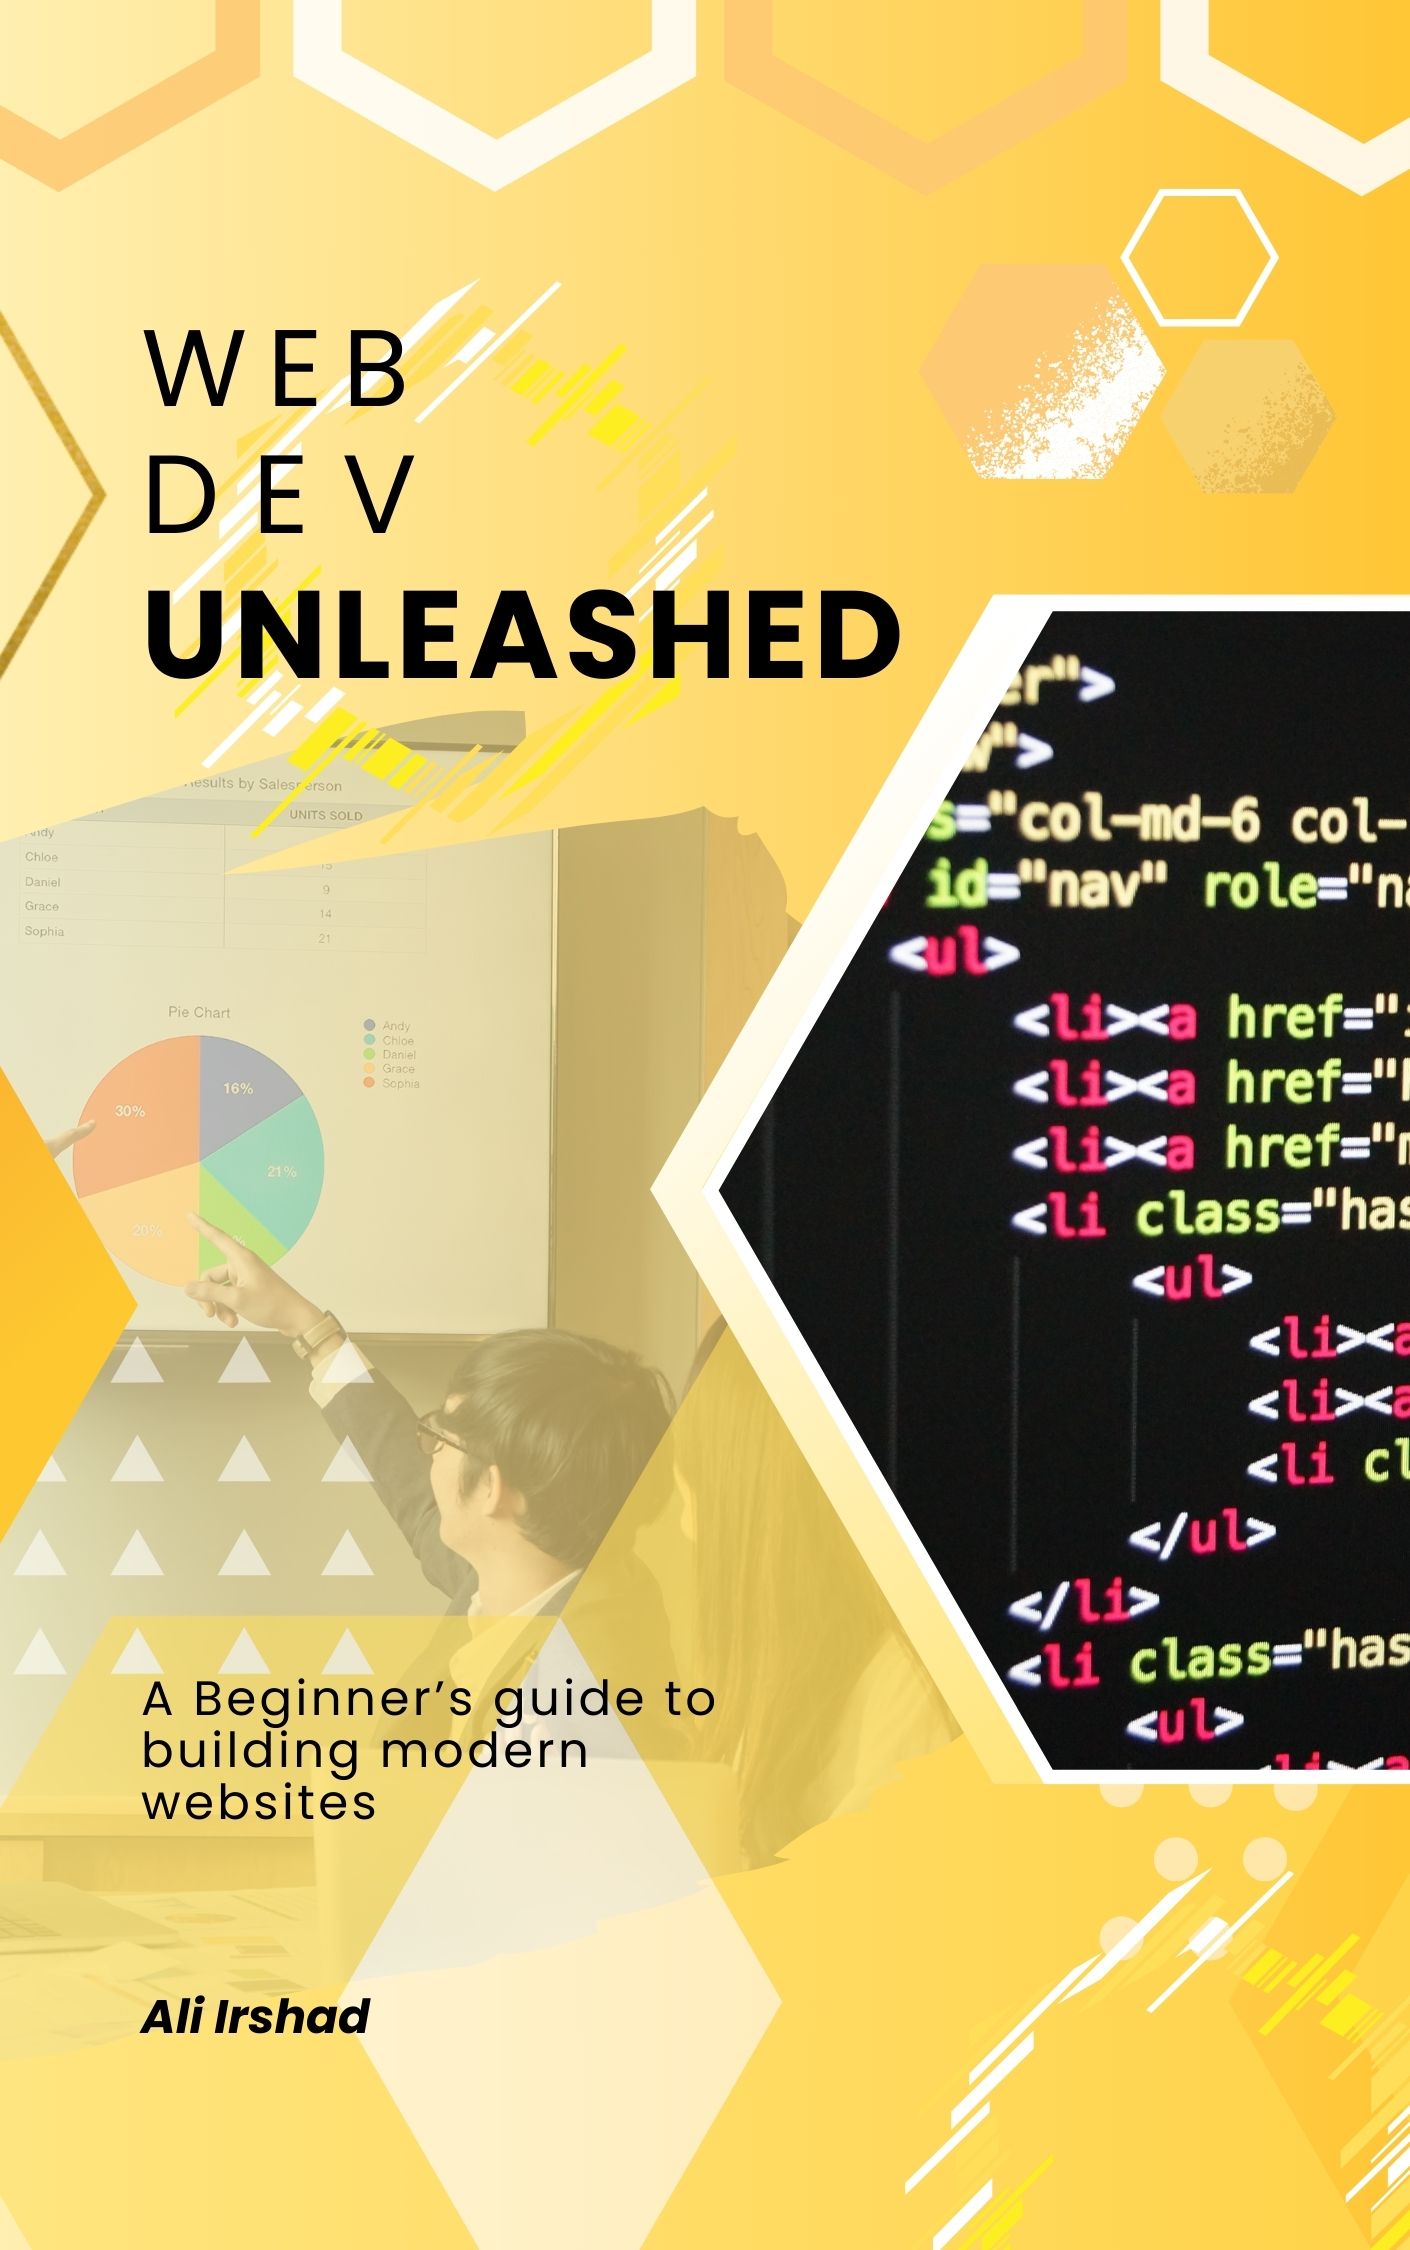 WEB
DEV
UNLEASHED
Results by Salesperson
UNITS SOLD
Andy
Chloe
15
Daniel 9
Grace 14
Sophia 21
Pie Chart
Andy
Chloe
Daniel
Grace
Sophia
16%
30%
21%
20%
%
er">
w">
s="col-md-6 col-
id="nav" role="na
<ul>
<li><a href="
<li><a href="
<li><a href="m
<li class="has
<ul>
<li><a
<li><a
<li cl
</ul>
</li>
<li class="has
<ul>
<li><a
A Beginner’s guide to
building modern
websites
Ali Irshad